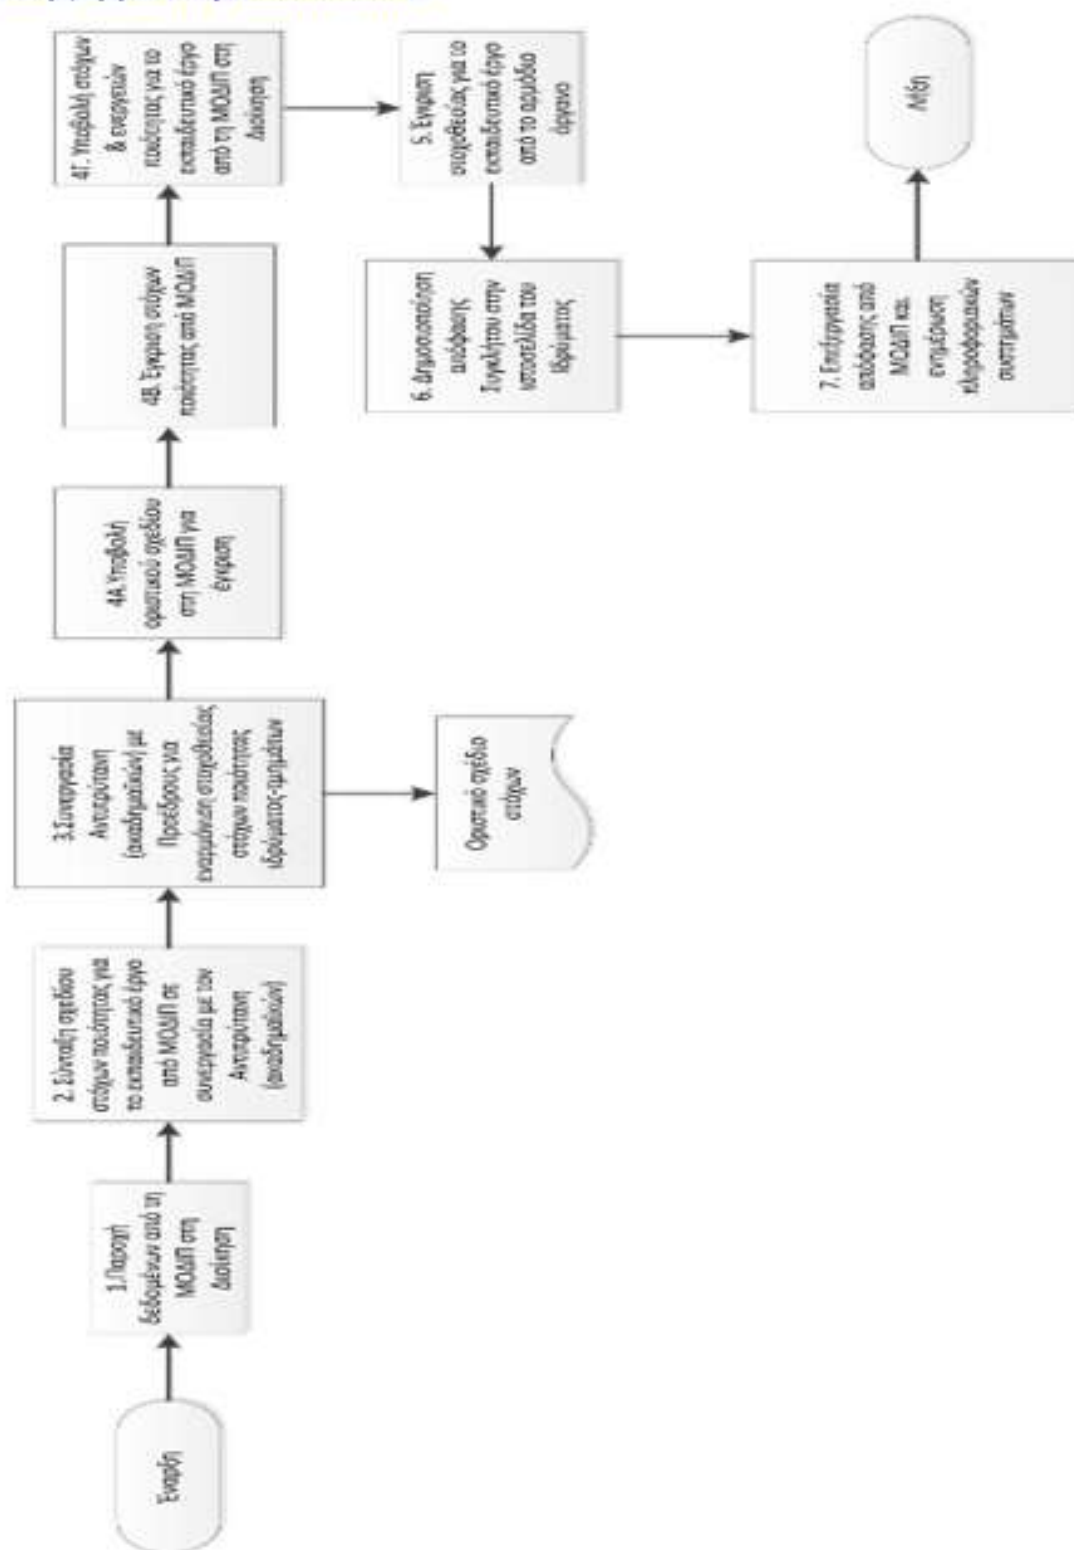 Έναρξη
1.Παροχή
δεδομένων από τη
ΜΟΔΙΠ στη
Διοίκηση
2. Σύνταξη σχεδίου
στόχων ποιότητας για
το εκπαιδευτικό έργο
από ΜΟΔΙΠ σε
συνεργασία με τον
Αντιπρύτανη
(ακαδημαϊκών)
3.Συνεργασία
Αντιπρύτανη
(ακαδημαϊκών) με
Προέδρους για
εναρμόνιση στοχοθεσίας
στόχων ποιότητας
ιδρύματος-τμημάτων
Οριστικό σχέδιο
στόχων
4Α.Υποβολή
οριστικού σχεδίου
στη ΜΟΔΙΠ για
έγκριση
4Β. Έγκριση στόχων
ποιότητας από ΜΟΔΙΠ
4Γ. Υποβολή στόχων
& ενεργειών
ποιότητας για το
εκπαιδευτικό έργο
από τη ΜΟΔΙΠ στη
Διοίκηση
5. Έγκριση
στοχοθεσίας για το
εκπαιδευτικό έργο
από το αρμόδιο
όργανο
6. Δημοσιοποίηση
απόφασης
Συγκλήτου στην
ιστοσελίδα του
Ιδρύματος
7. Επεξεργασία
απόφασης από
ΜΟΔΙΠ και
ενημέρωση
πληροφοριακών
συστημάτων
Λήξη